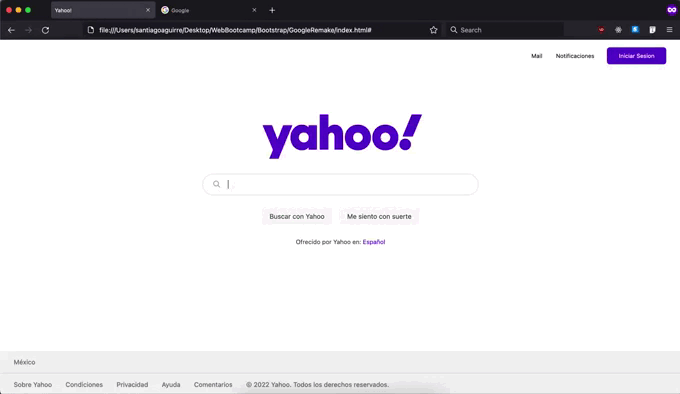 Yahoo!
Google
file:///Users/santiagoaguirre/Desktop/WebBootcamp/Bootstrap/GoogleRemake/index.html#
Search
Mail
Notificaciones
Iniciar Sesion
yahoo!
Buscar con Yahoo
Me siento con suerte
Ofrecido por Yahoo en: Español
México
Sobre Yahoo
Condiciones
Privacidad
Ayuda
Comentarios
© 2022 Yahoo. Todos los derechos reservados.